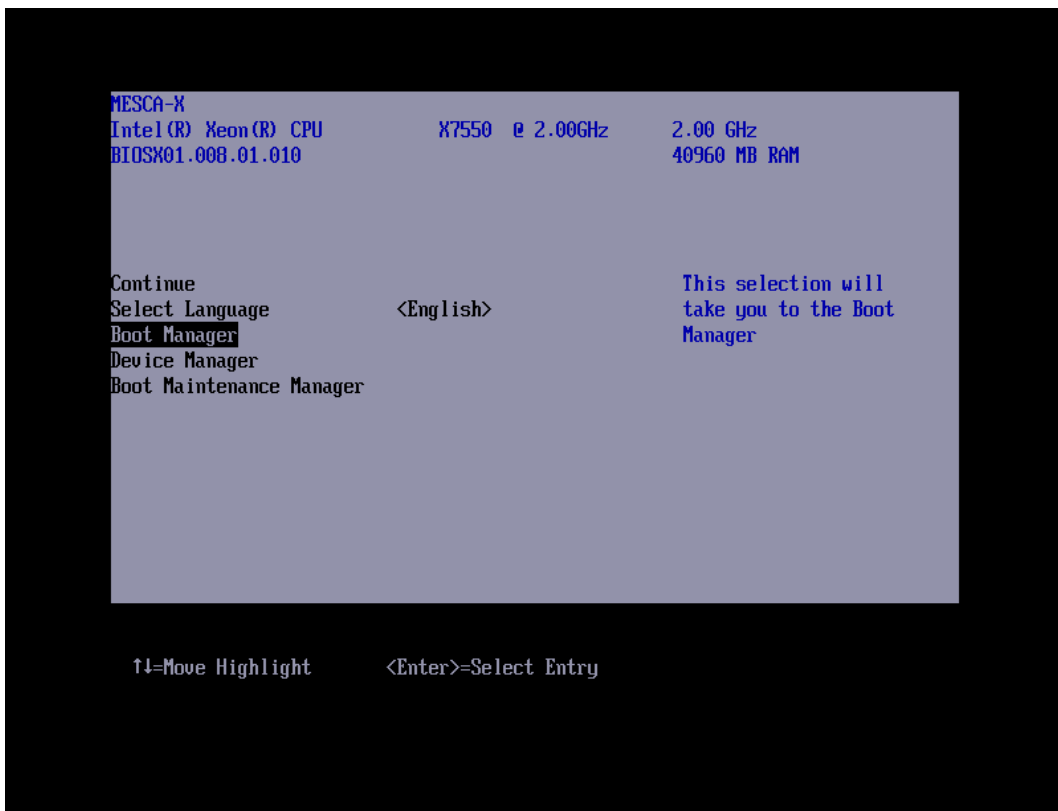 MESCA-X
Intel(R) Xeon(R) CPU X7550 @ 2.00GHz 2.00 GHz
BIOSX01.008.01.010 40960 MB RAM
Continue This selection will
Select Language <English> take you to the Boot
Boot Manager Manager
Device Manager
Boot Maintenance Manager
↑↓=Move Highlight <Enter>=Select Entry